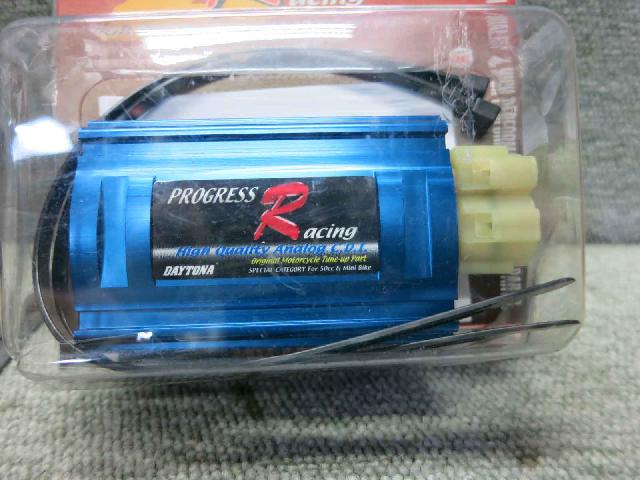 PROGRESS
Racing
High Quality Analog C.D.I.
Original Motorcycle Tune-up Part
DAYTONA
SPECIAL CATEGORY For 50cc & Mini Bike